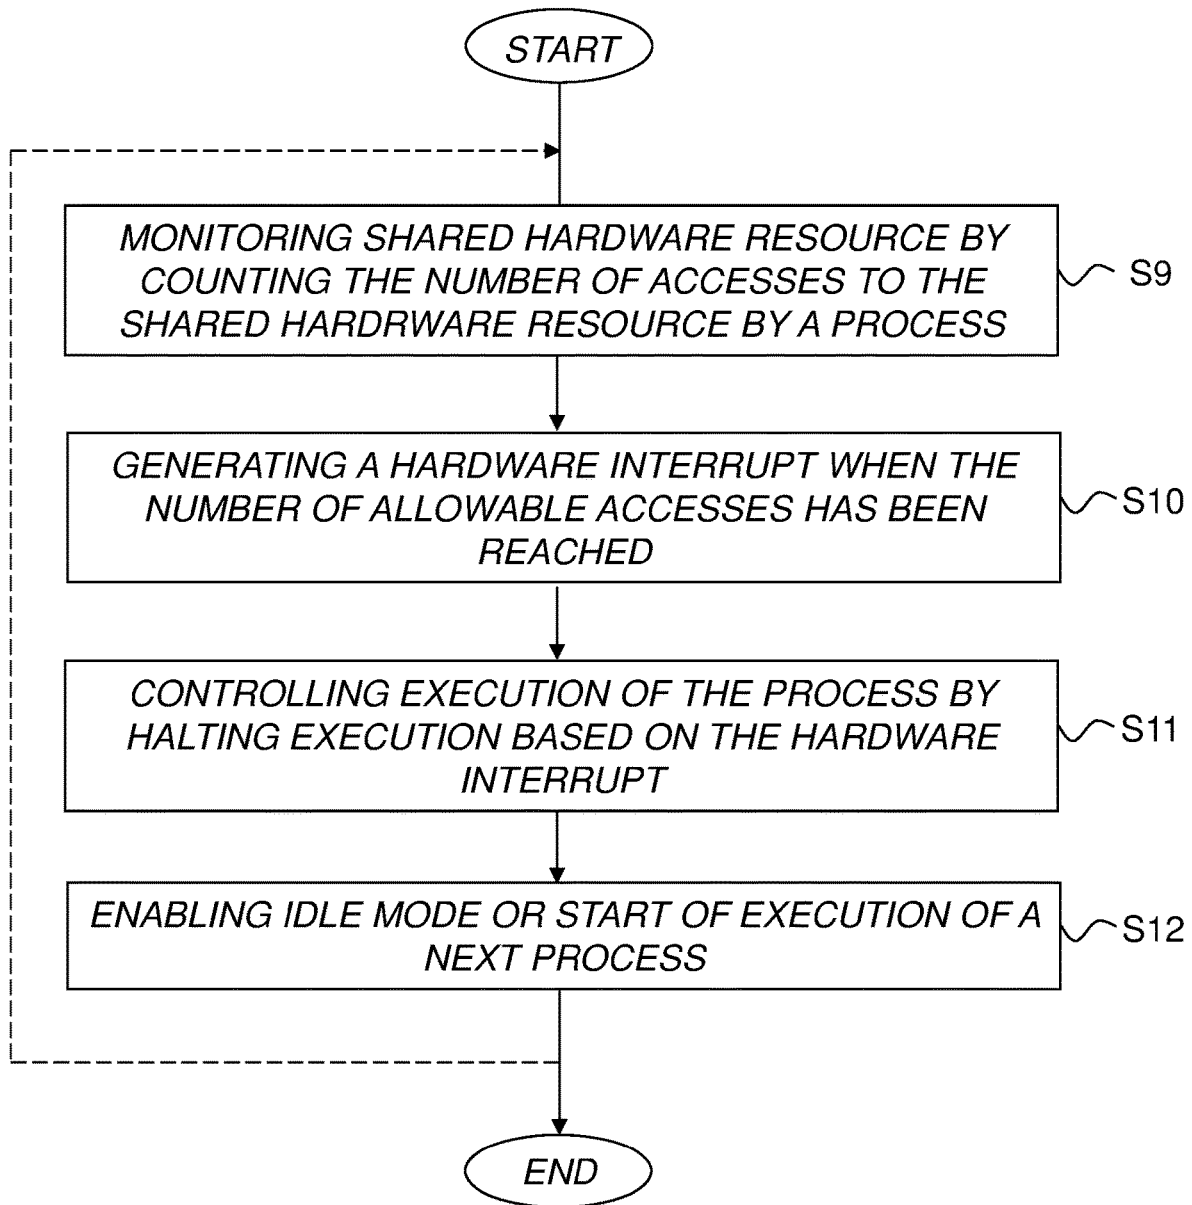 START
MONITORING SHARED HARDWARE RESOURCE BY
COUNTING THE NUMBER OF ACCESSES TO THE
SHARED HARDRWARE RESOURCE BY A PROCESS
S9
GENERATING A HARDWARE INTERRUPT WHEN THE
NUMBER OF ALLOWABLE ACCESSES HAS BEEN
REACHED
S10
CONTROLLING EXECUTION OF THE PROCESS BY
HALTING EXECUTION BASED ON THE HARDWARE
INTERRUPT
S11
ENABLING IDLE MODE OR START OF EXECUTION OF A
NEXT PROCESS
S12
END